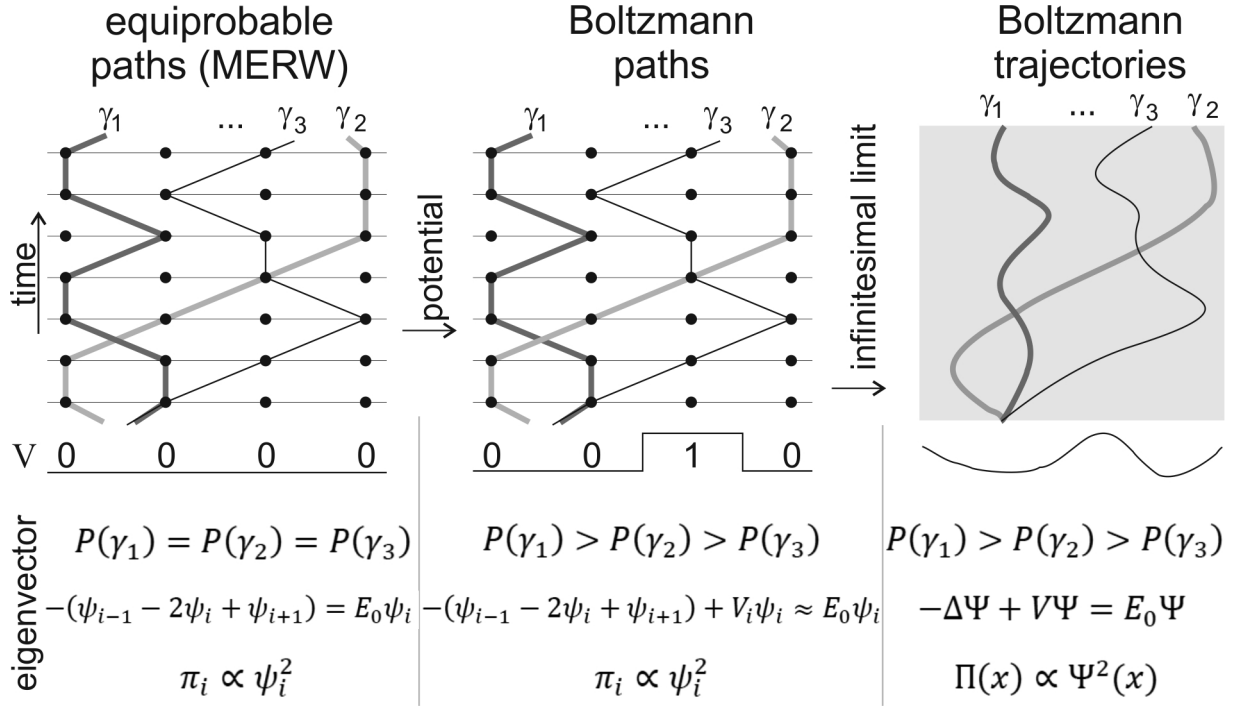 equiprobable
paths (MERW)
Boltzmann
paths
Boltzmann
trajectories
γ₁ ... γ₃ γ₂
γ₁ ... γ₃ γ₂
γ₁ ... γ₃ γ₂
time
potential
infinitesimal limit
V 0 0 0 0
0 0 1 0
eigenvector
P(γ₁) = P(γ₂) = P(γ₃)
P(γ₁) > P(γ₂) > P(γ₃)
P(γ₁) > P(γ₂) > P(γ₃)
−(ψᵢ₋₁ − 2ψᵢ + ψᵢ₊₁) = E₀ψᵢ
−(ψᵢ₋₁ − 2ψᵢ + ψᵢ₊₁) + Vᵢψᵢ ≈ E₀ψᵢ
−ΔΨ + VΨ = E₀Ψ
πᵢ ∝ ψᵢ²
πᵢ ∝ ψᵢ²
Π(x) ∝ Ψ²(x)